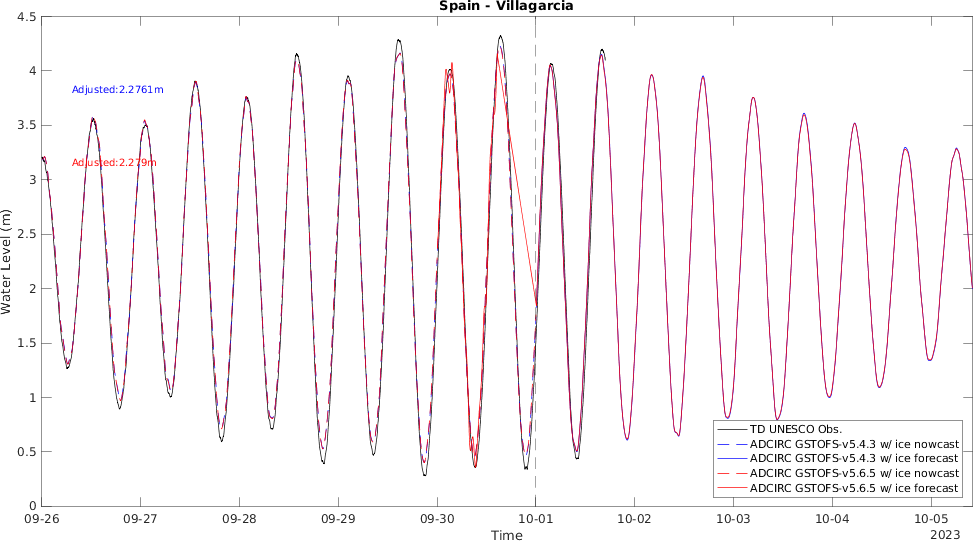 Spain - Villagarcia
4.5
4
3.5
3
2.5
2
1.5
1
0.5
0
Water Level (m)
Adjusted:2.2761m
Adjusted:2.279m
TD UNESCO Obs.
ADCIRC GSTOFS-v5.4.3 w/ ice nowcast
ADCIRC GSTOFS-v5.4.3 w/ ice forecast
ADCIRC GSTOFS-v5.6.5 w/ ice nowcast
ADCIRC GSTOFS-v5.6.5 w/ ice forecast
09-26 09-27 09-28 09-29 09-30 10-01 10-02 10-03 10-04 10-05
Time
2023